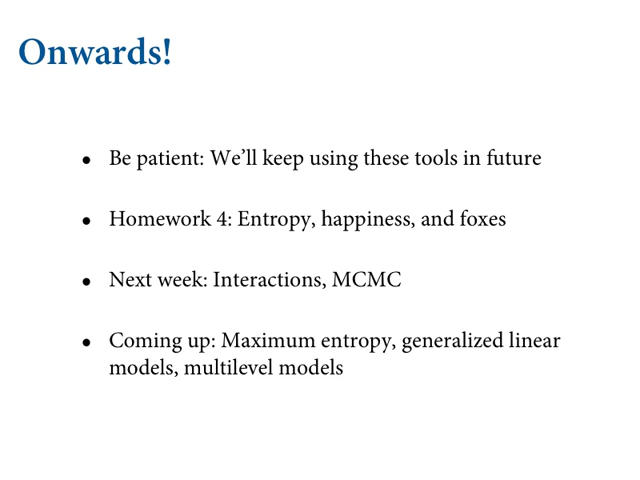 Onwards!
• Be patient: We’ll keep using these tools in future
• Homework 4: Entropy, happiness, and foxes
• Next week: Interactions, MCMC
• Coming up: Maximum entropy, generalized linear
models, multilevel models